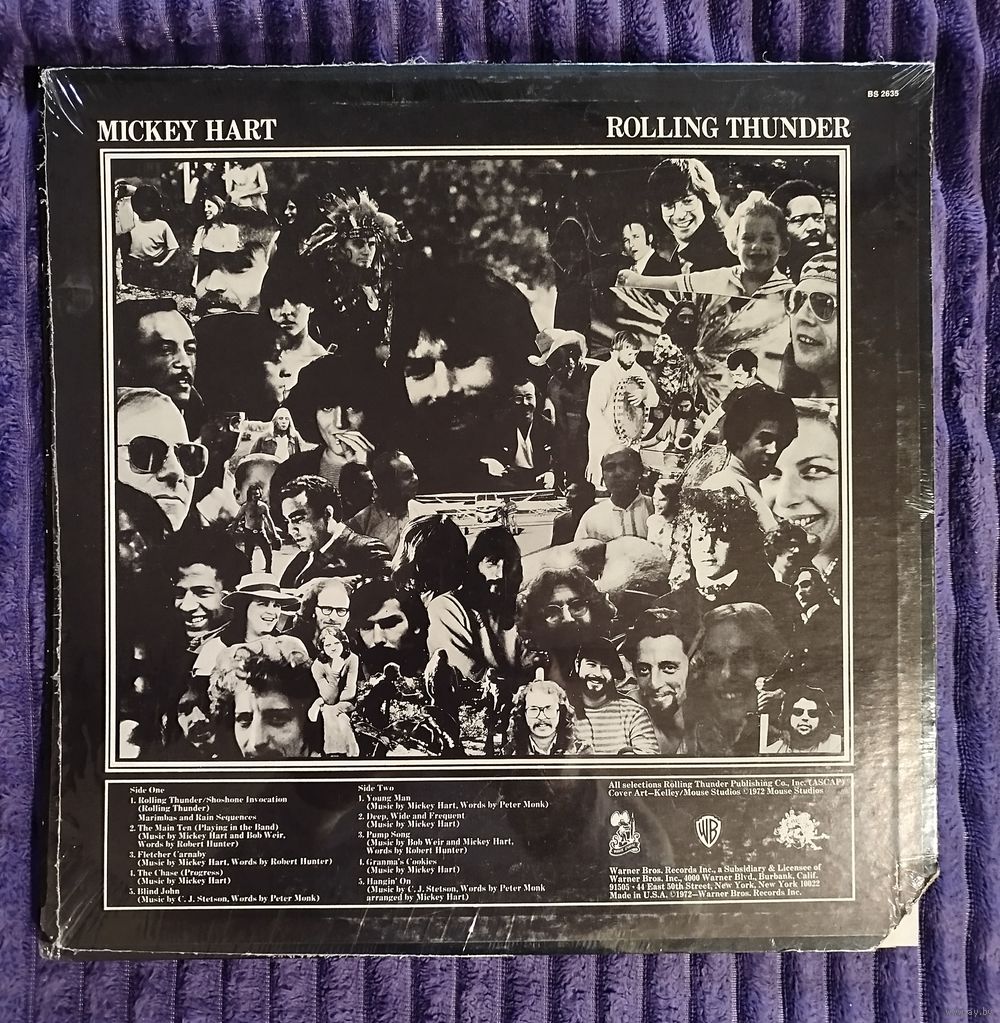 BS 2635
MICKEY HART
ROLLING THUNDER
Side One
1. Rolling Thunder/Shoshone Invocation
(Rolling Thunder)
Marimbas and Rain Sequences
2. The Main Ten (Playing in the Band)
(Music by Mickey Hart and Bob Weir,
Words by Robert Hunter)
3. Fletcher Carnaby
(Music by Mickey Hart, Words by Robert Hunter)
4. The Chase (Progress)
(Music by Mickey Hart)
5. Blind John
(Music by C. J. Stetson, Words by Peter Monk)
Side Two
1. Young Man
(Music by Mickey Hart, Words by Peter Monk)
2. Deep, Wide and Frequent
(Music by Mickey Hart)
3. Pump Song
(Music by Bob Weir and Mickey Hart,
Words by Robert Hunter)
4. Granma's Cookies
(Music by Mickey Hart)
5. Hangin' On
(Music by C. J. Stetson, Words by Peter Monk
arranged by Mickey Hart)
All selections Rolling Thunder Publishing Co., Inc. (ASCAP)
Cover Art—Kelley/Mouse Studios ©1972 Mouse Studios
WB
Warner Bros. Records Inc., a Subsidiary & Licensee of
Warner Bros. Inc., 4000 Warner Blvd., Burbank, Calif.
91505 • 44 East 50th Street, New York, New York 10022
Made in U.S.A. ©1972—Warner Bros. Records Inc.